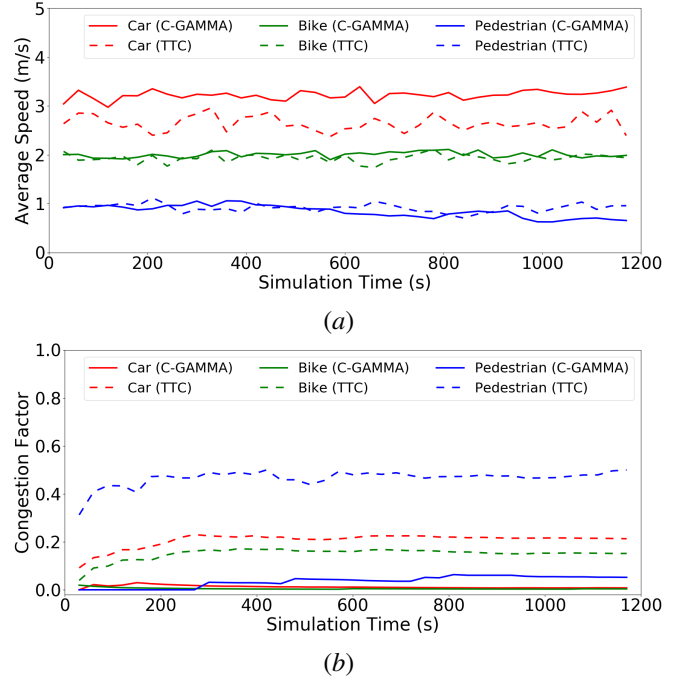 5
4
3
2
1
0
Average Speed (m/s)
Car (C-GAMMA) Bike (C-GAMMA) Pedestrian (C-GAMMA)
Car (TTC) Bike (TTC) Pedestrian (TTC)
0 200 400 600 800 1000 1200
Simulation Time (s)
(a)
1.0
0.8
0.6
0.4
0.2
0.0
Congestion Factor
Car (C-GAMMA) Bike (C-GAMMA) Pedestrian (C-GAMMA)
Car (TTC) Bike (TTC) Pedestrian (TTC)
0 200 400 600 800 1000 1200
Simulation Time (s)
(b)